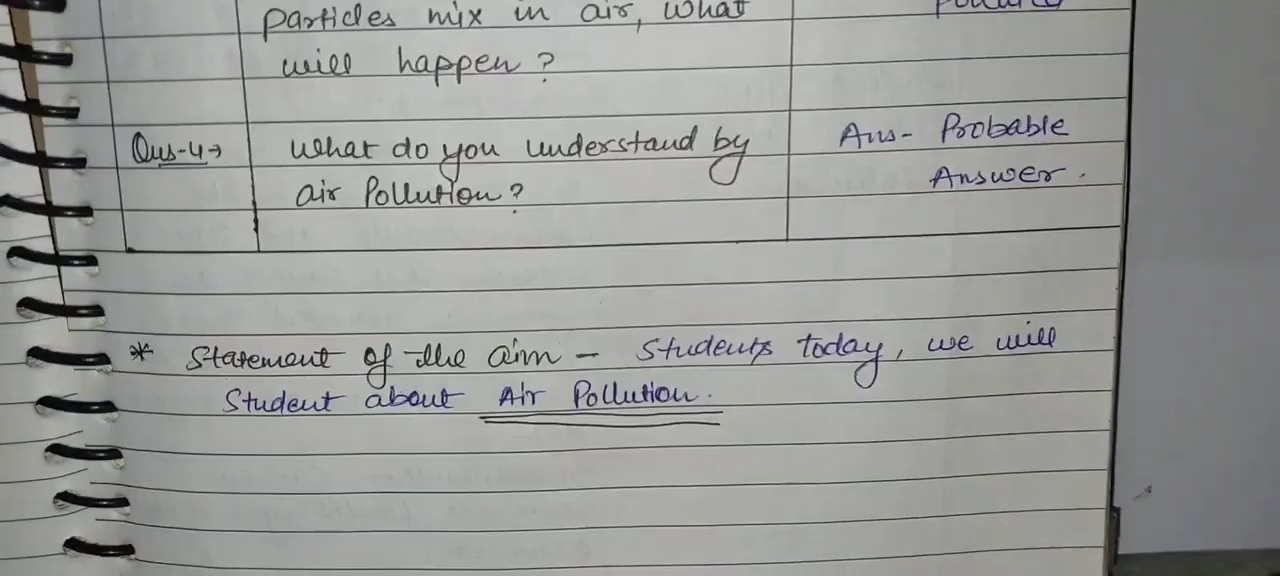 Particles mix in air, what
will happen ?
Ques-4→ What do you understand by
air Pollution ?
Ans- Probable
Answer.
* Statement of the aim - Students today, we will
Student about Air Pollution.